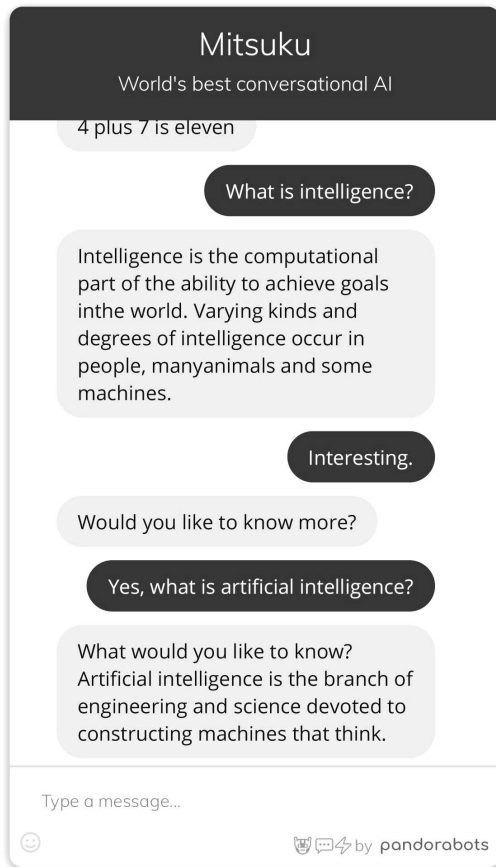 Mitsuku
World's best conversational AI
4 plus 7 is eleven
What is intelligence?
Intelligence is the computational
part of the ability to achieve goals
inthe world. Varying kinds and
degrees of intelligence occur in
people, manyanimals and some
machines.
Interesting.
Would you like to know more?
Yes, what is artificial intelligence?
What would you like to know?
Artificial intelligence is the branch of
engineering and science devoted to
constructing machines that think.
Type a message...
by pandorabots